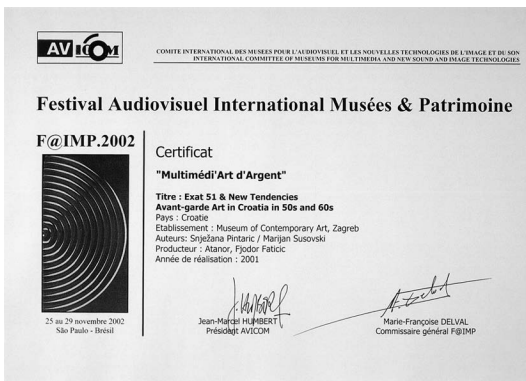 AVICOM
COMITE INTERNATIONAL DES MUSEES POUR L'AUDIOVISUEL ET LES NOUVELLES TECHNOLOGIES DE L'IMAGE ET DU SON
INTERNATIONAL COMMITTEE OF MUSEUMS FOR MULTIMEDIA AND NEW SOUND AND IMAGE TECHNOLOGIES
Festival Audiovisuel International Musées & Patrimoine
F@IMP.2002
Certificat
"Multimédi'Art d'Argent"
Titre : Exat 51 & New Tendencies
Avant-garde Art in Croatia in 50s and 60s
Pays : Croatie
Etablissement : Museum of Contemporary Art, Zagreb
Auteurs: Snježana Pintaric / Marijan Susovski
Producteur : Atanor, Fjodor Faticic
Année de réalisation : 2001
25 au 29 novembre 2002
São Paulo - Brésil
Jean-Marcel HUMBERT
Président AVICOM
Marie-Françoise DELVAL
Commissaire général F@IMP